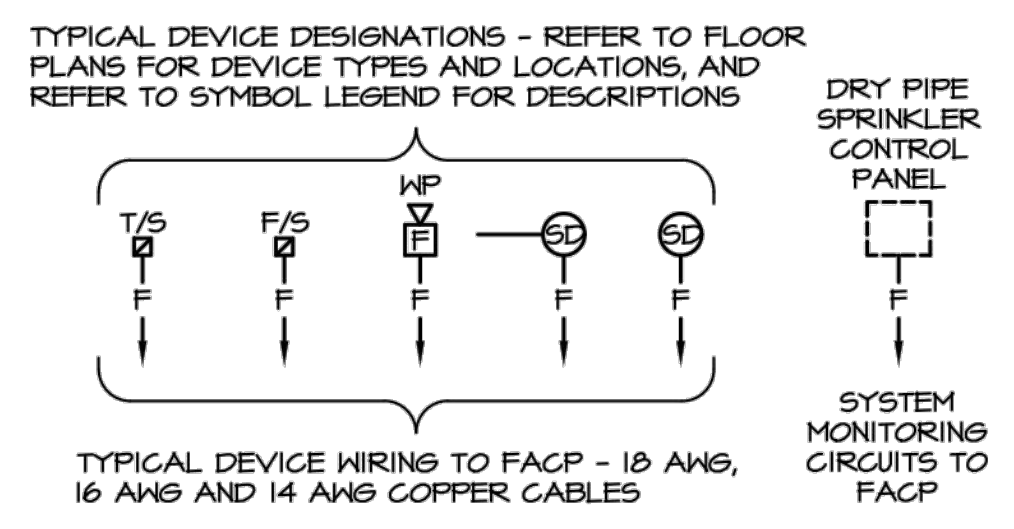 TYPICAL DEVICE DESIGNATIONS - REFER TO FLOOR
PLANS FOR DEVICE TYPES AND LOCATIONS, AND
REFER TO SYMBOL LEGEND FOR DESCRIPTIONS
DRY PIPE
SPRINKLER
CONTROL
PANEL
WP
T/S
F/S
F
SD
SD
F
F
F
F
F
F
TYPICAL DEVICE WIRING TO FACP - 18 AWG,
16 AWG AND 14 AWG COPPER CABLES
SYSTEM
MONITORING
CIRCUITS TO
FACP